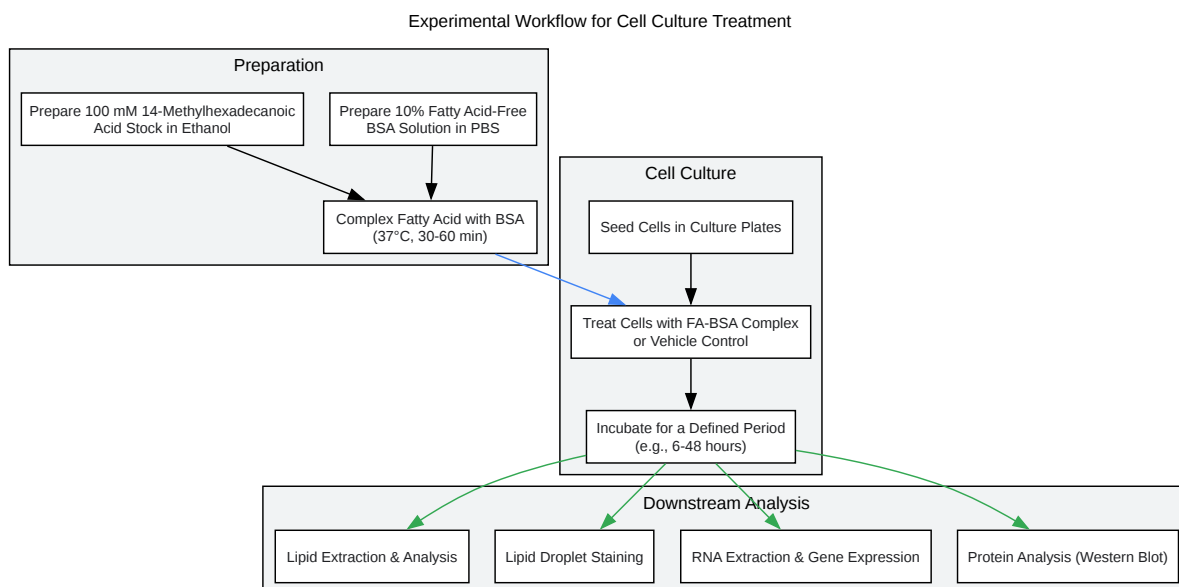 Experimental Workflow for Cell Culture Treatment
Preparation
Prepare 100 mM 14-Methylhexadecanoic
Acid Stock in Ethanol
Prepare 10% Fatty Acid-Free
BSA Solution in PBS
Complex Fatty Acid with BSA
(37°C, 30-60 min)
Cell Culture
Seed Cells in Culture Plates
Treat Cells with FA-BSA Complex
or Vehicle Control
Incubate for a Defined Period
(e.g., 6-48 hours)
Downstream Analysis
Lipid Extraction & Analysis
Lipid Droplet Staining
RNA Extraction & Gene Expression
Protein Analysis (Western Blot)